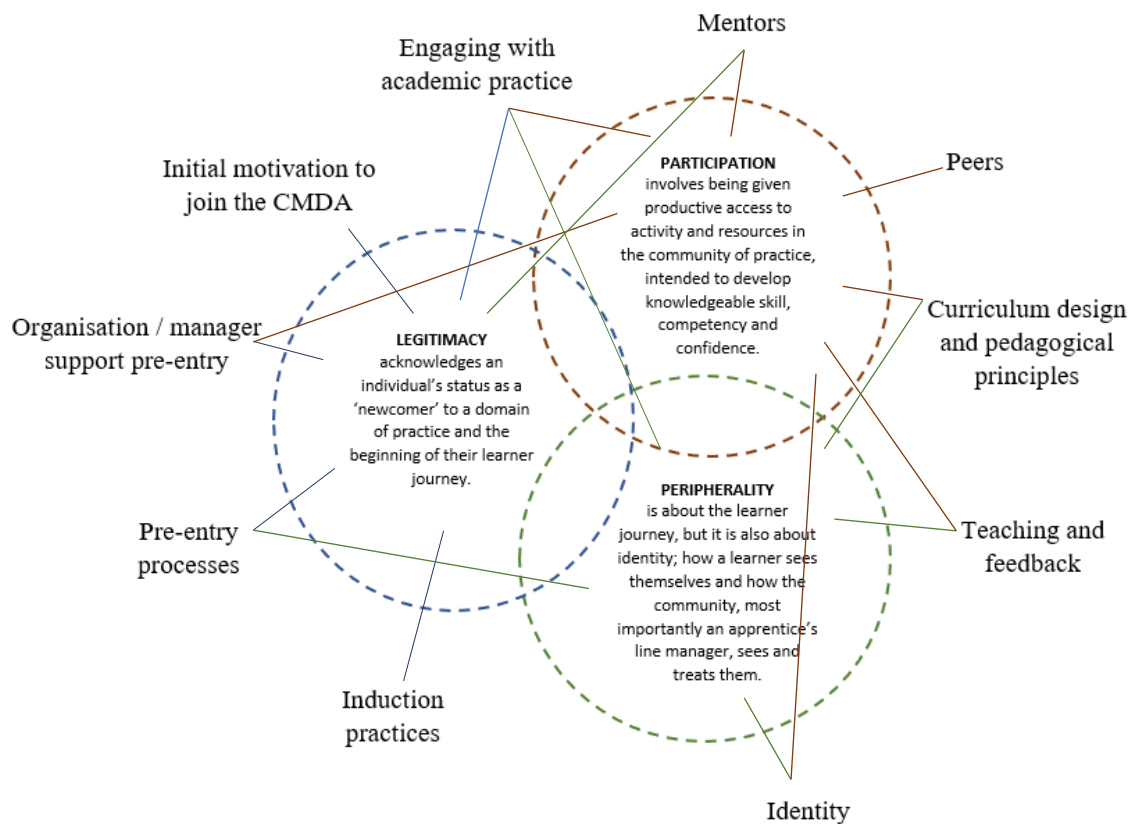 Mentors
Engaging with
academic practice
Initial motivation to
join the CMDA
PARTICIPATION
involves being given
productive access to
activity and resources in
the community of practice,
intended to develop
knowledgeable skill,
competency and
confidence.
Peers
Organisation / manager
support pre-entry
LEGITIMACY
acknowledges an
individual’s status as a
‘newcomer’ to a domain
of practice and the
beginning of their learner
journey.
Curriculum design
and pedagogical
principles
PERIPHERALITY
is about the learner
journey, but it is also about
identity; how a learner sees
themselves and how the
community, most
importantly an apprentice’s
line manager, sees and
treats them.
Pre-entry
processes
Teaching and
feedback
Induction
practices
Identity